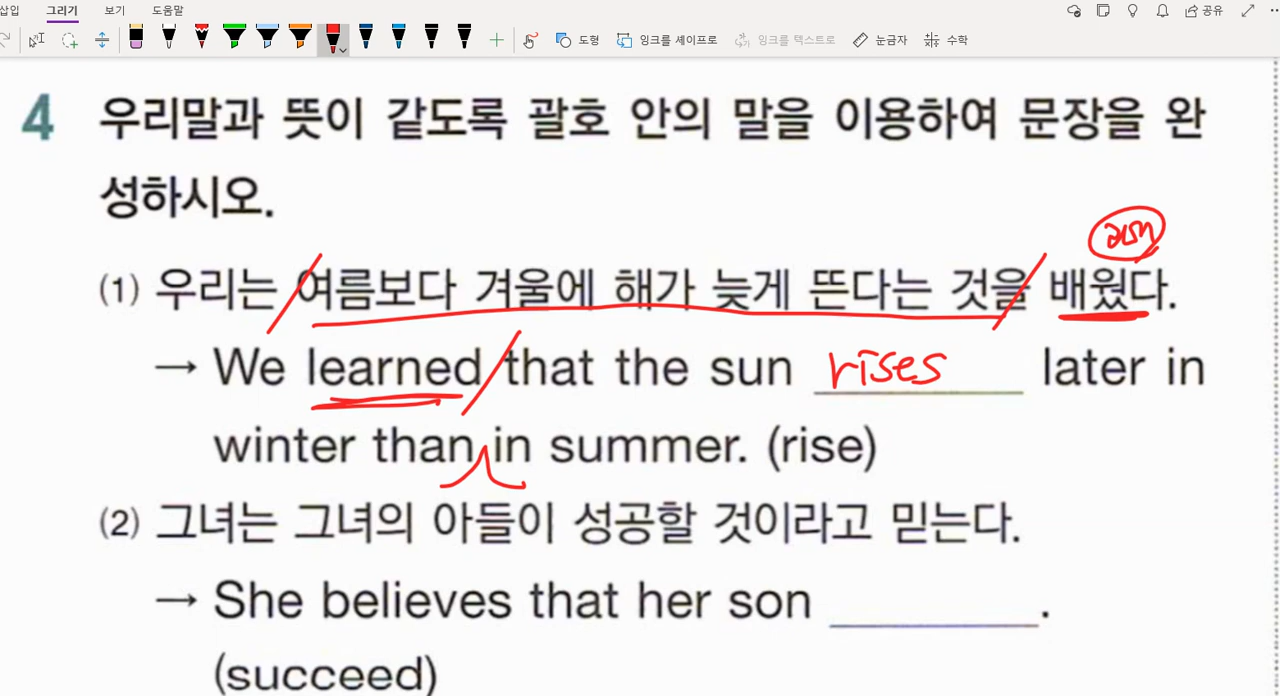 삽입 그리기 보기 도움말 공유
도형 잉크를 셰이프로 잉크를 텍스트로 눈금자 수학
4 우리말과 뜻이 같도록 괄호 안의 말을 이용하여 문장을 완
성하시오.
(1) 우리는 여름보다 겨울에 해가 늦게 뜬다는 것을 배웠다.
→ We learned that the sun rises later in
winter than in summer. (rise)
(2) 그녀는 그녀의 아들이 성공할 것이라고 믿는다.
→ She believes that her son ________.
(succeed)